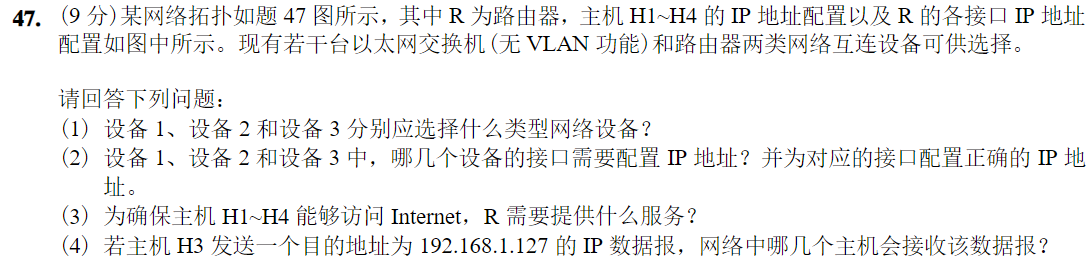 47. (9 分)某网络拓扑如题 47 图所示，其中 R 为路由器，主机 H1~H4 的 IP 地址配置以及 R 的各接口 IP 地址
配置如图中所示。现有若干台以太网交换机(无 VLAN 功能)和路由器两类网络互连设备可供选择。
请回答下列问题：
(1) 设备 1、设备 2 和设备 3 分别应选择什么类型网络设备？
(2) 设备 1、设备 2 和设备 3 中，哪几个设备的接口需要配置 IP 地址？并为对应的接口配置正确的 IP 地
址。
(3) 为确保主机 H1~H4 能够访问 Internet，R 需要提供什么服务？
(4) 若主机 H3 发送一个目的地址为 192.168.1.127 的 IP 数据报，网络中哪几个主机会接收该数据报？